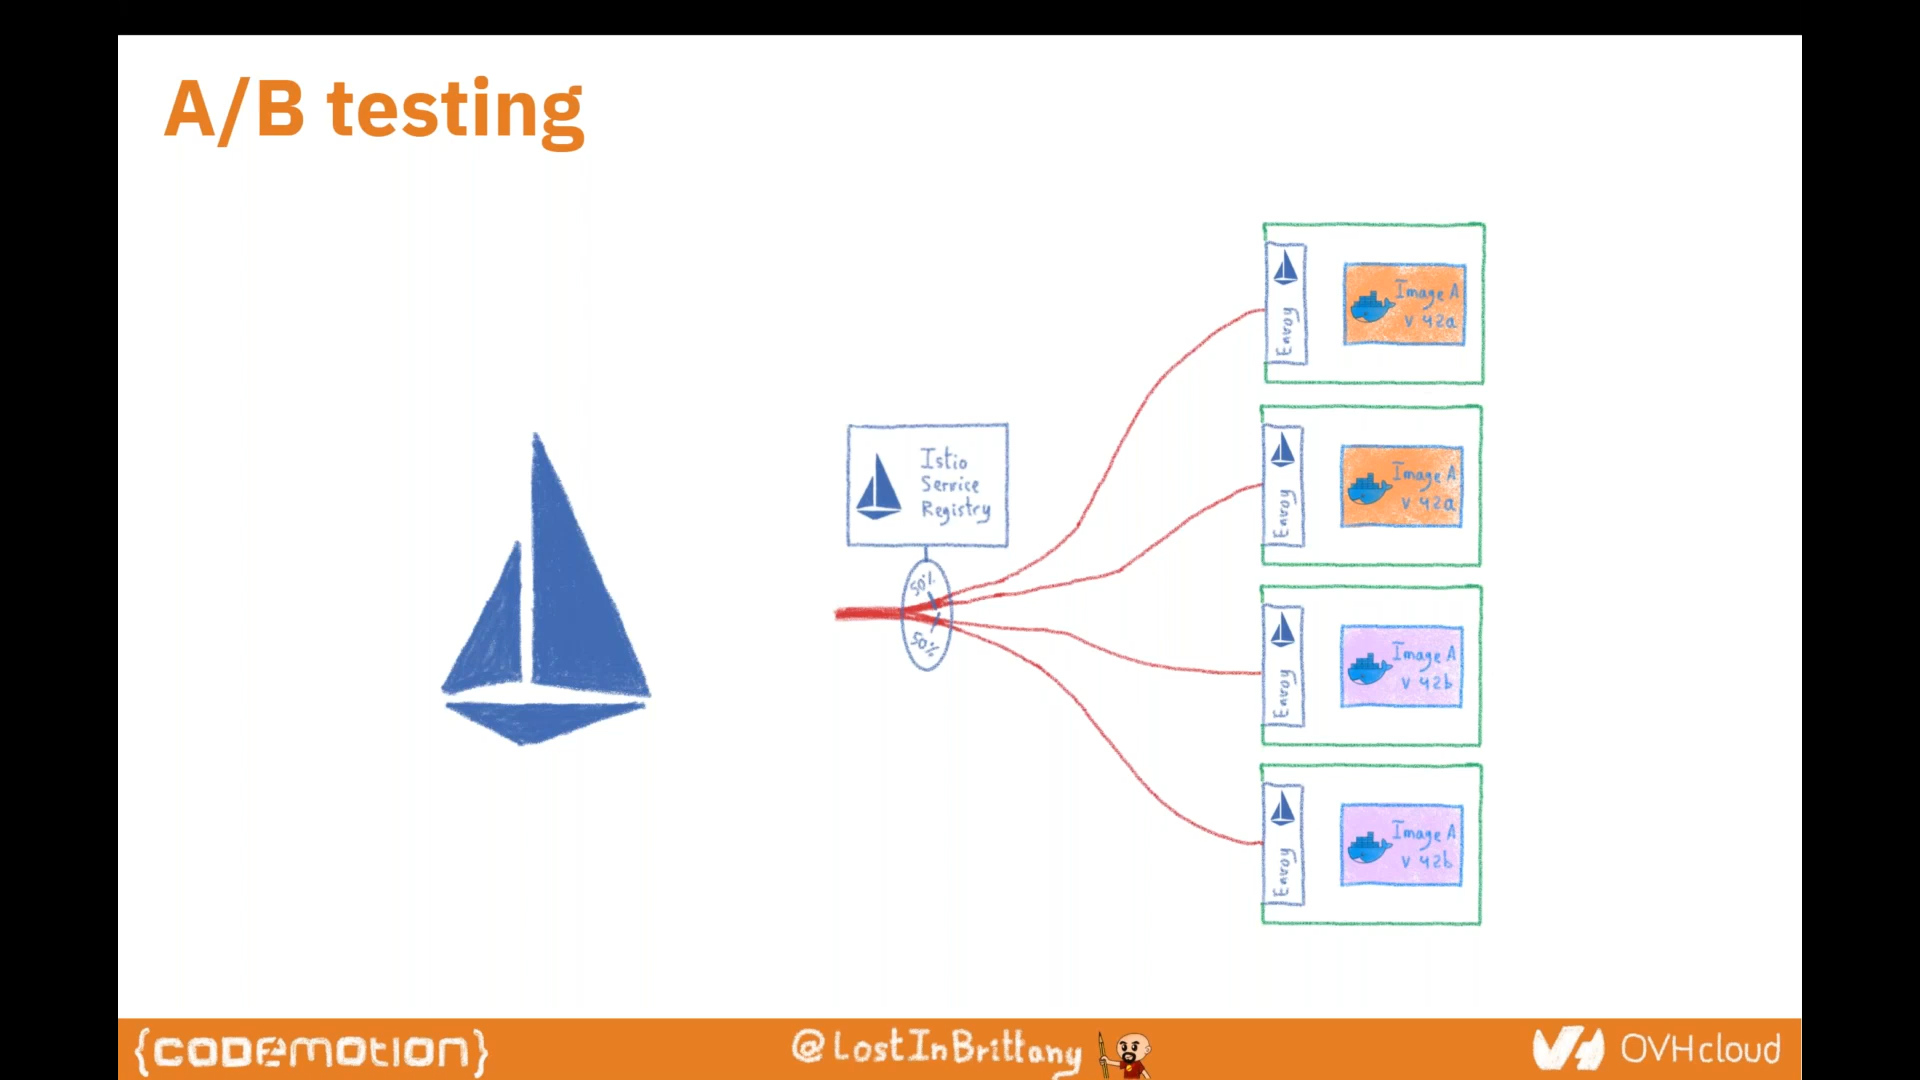 A/B testing
Istio
Service
Registry
50%
50%
Envoy
Image A
v 42a
Envoy
Image A
v 42a
Envoy
Image A
v 42b
Envoy
Image A
v 42b
{CODEMOTION}
@LostInBrittany
OVHcloud